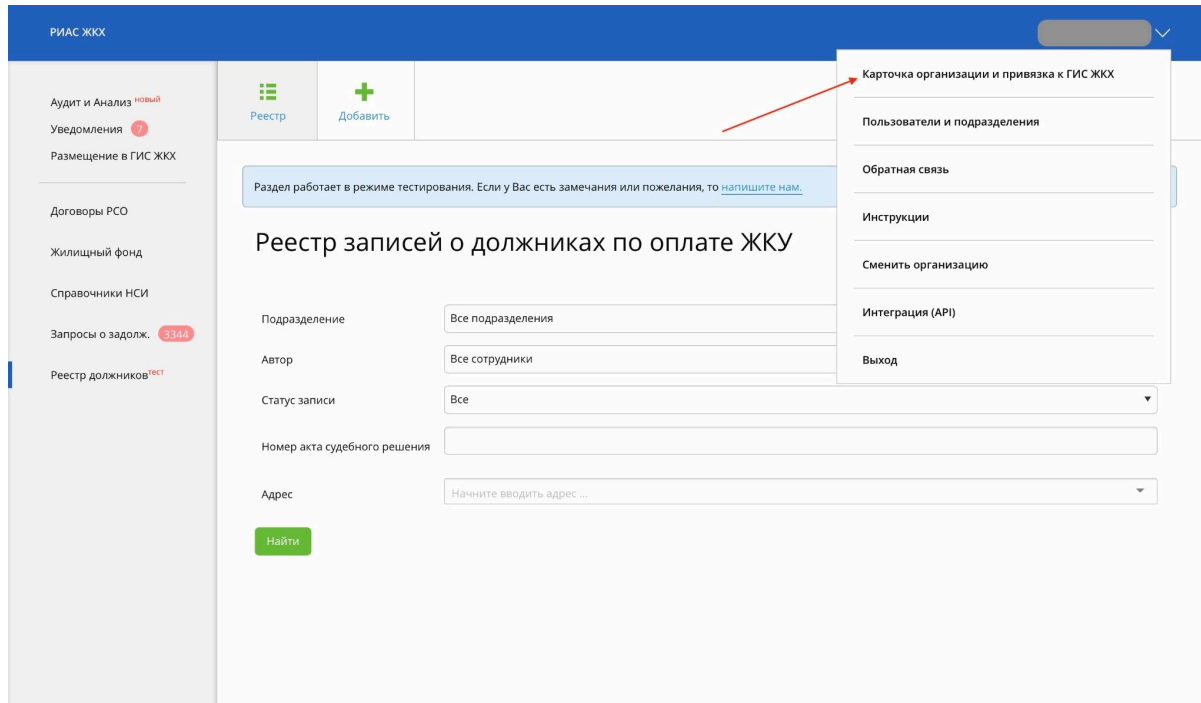 РИАС ЖКХ
Карточка организации и привязка к ГИС ЖКХ
Пользователи и подразделения
Обратная связь
Инструкции
Сменить организацию
Интеграция (API)
Выход
Аудит и Анализ новый
Уведомления 7
Размещение в ГИС ЖКХ
Договоры РСО
Жилищный фонд
Справочники НСИ
Запросы о задолж. 3344
Реестр должников тест
Реестр
Добавить
Раздел работает в режиме тестирования. Если у Вас есть замечания или пожелания, то напишите нам.
Реестр записей о должниках по оплате ЖКУ
Подразделение Все подразделения
Автор Все сотрудники
Статус записи Все
Номер акта судебного решения
Адрес Начните вводить адрес ...
Найти